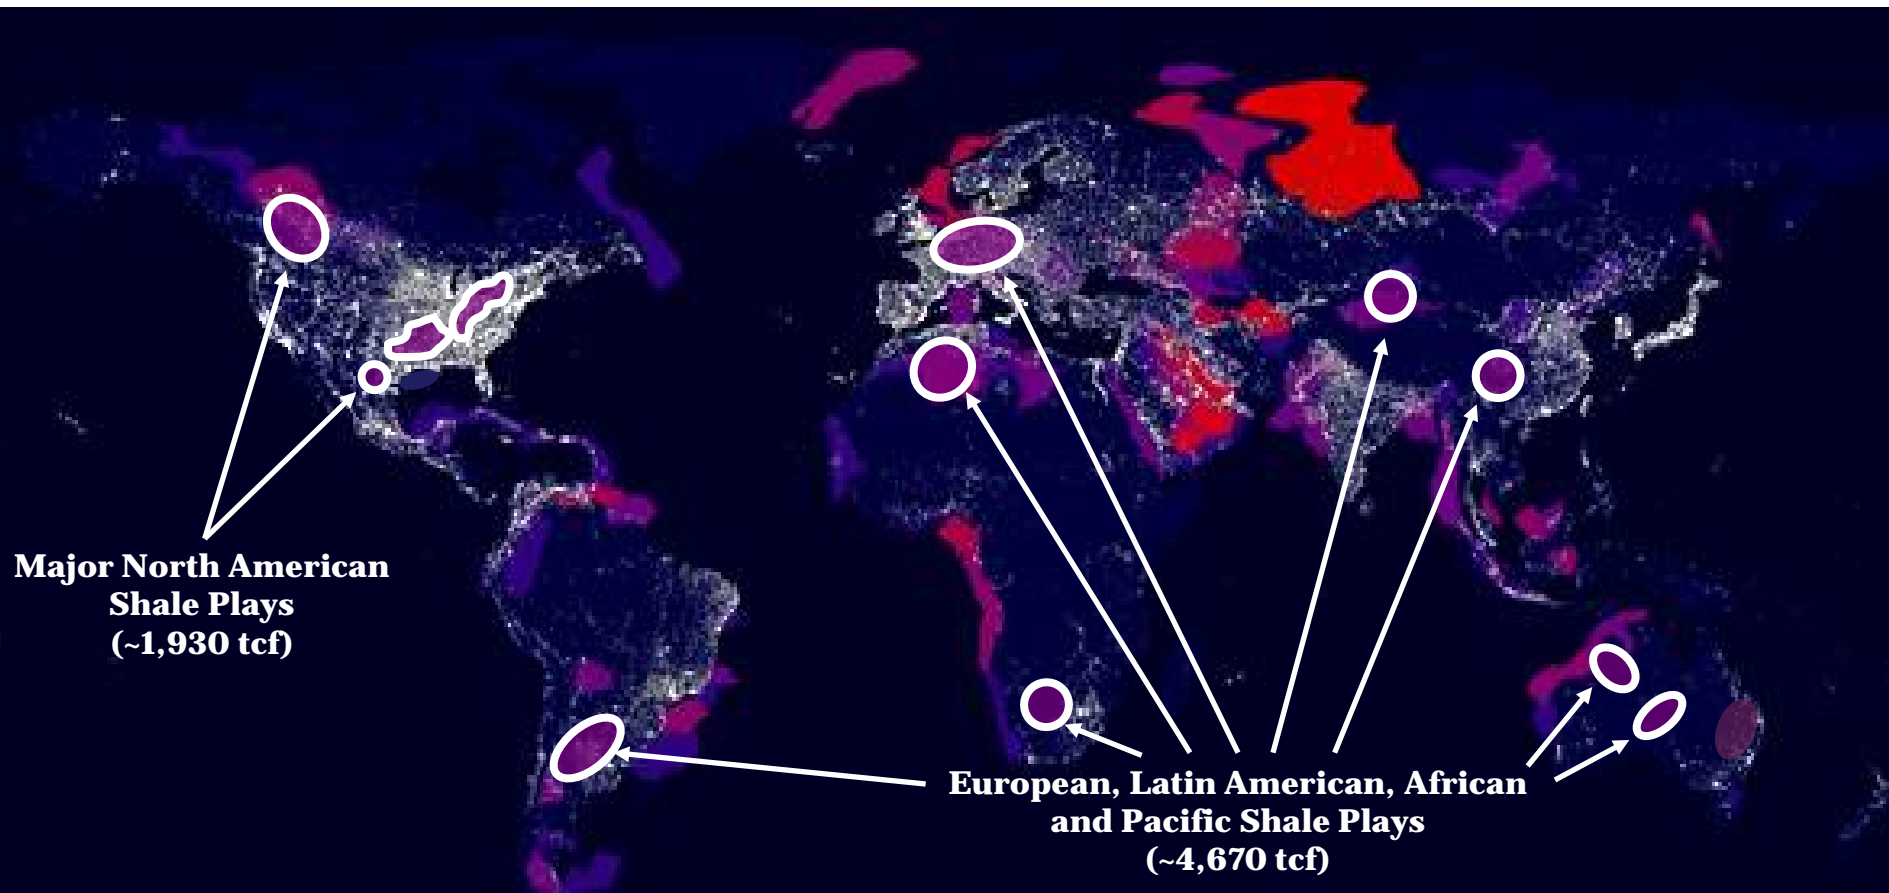 Major North American
Shale Plays
(~1,930 tcf)
European, Latin American, African
and Pacific Shale Plays
(~4,670 tcf)